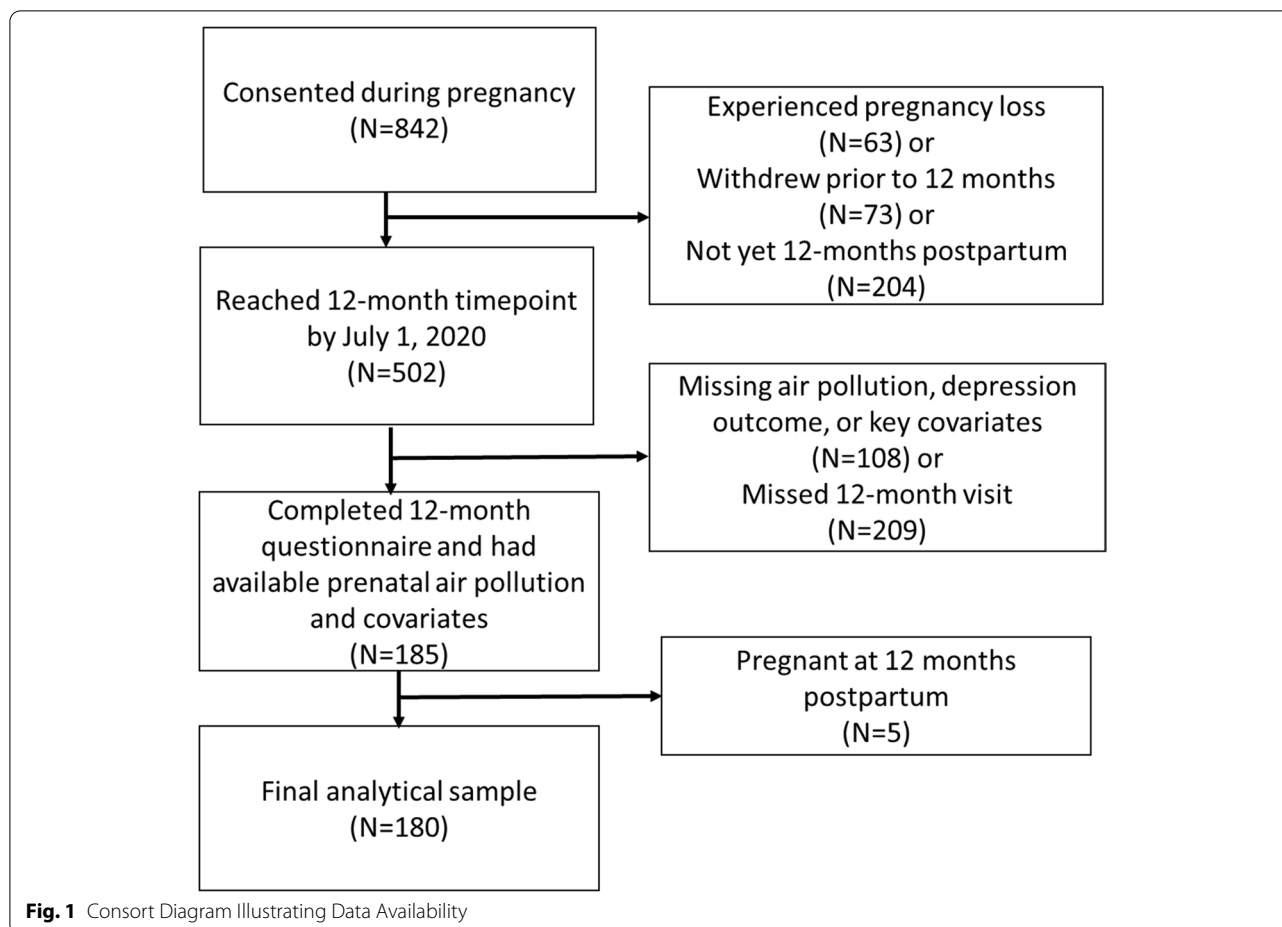 Consented during pregnancy
(N=842)
Experienced pregnancy loss
(N=63) or
Withdrew prior to 12 months
(N=73) or
Not yet 12-months postpartum
(N=204)
Reached 12-month timepoint
by July 1, 2020
(N=502)
Missing air pollution, depression
outcome, or key covariates
(N=108) or
Missed 12-month visit
(N=209)
Completed 12-month
questionnaire and had
available prenatal air pollution
and covariates
(N=185)
Pregnant at 12 months
postpartum
(N=5)
Final analytical sample
(N=180)
Fig. 1 Consort Diagram Illustrating Data Availability